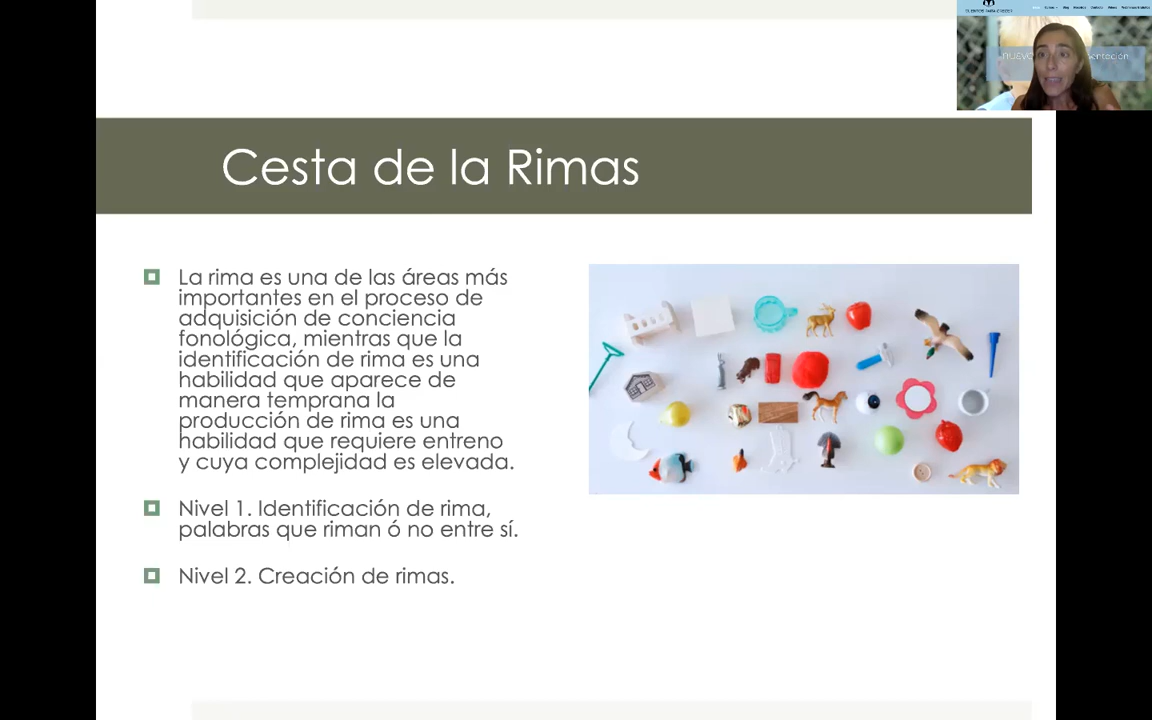 Cesta de la Rimas
La rima es una de las áreas más
importantes en el proceso de
adquisición de conciencia
fonológica, mientras que la
identificación de rima es una
habilidad que aparece de
manera temprana la
producción de rima es una
habilidad que requiere entreno
y cuya complejidad es elevada.
Nivel 1. Identificación de rima,
palabras que riman ó no entre sí.
Nivel 2. Creación de rimas.